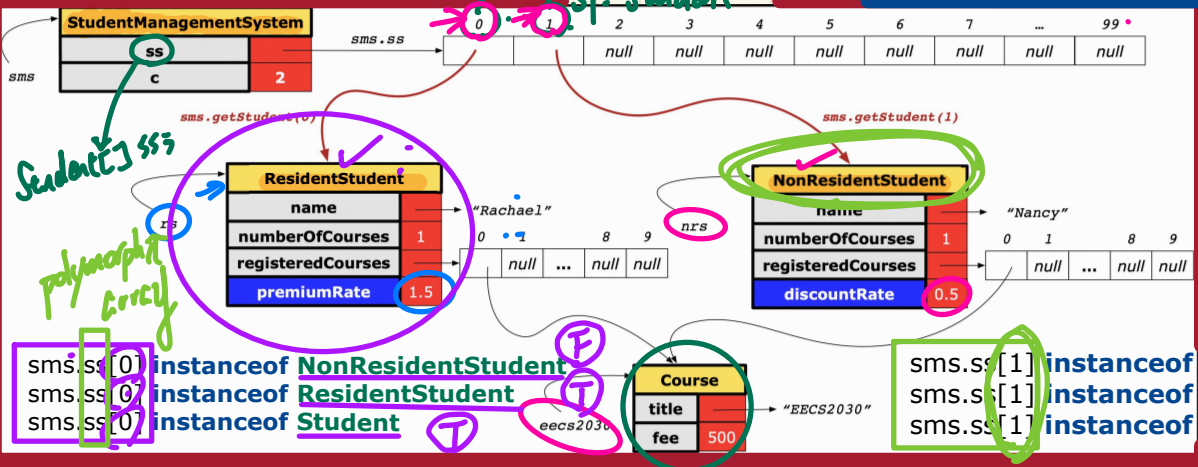 ST: Student
StudentManagementSystem
ss
c 2
sms
sms.ss
0 1 2 3 4 5 6 7 … 99
null null null null null null null
Student[] ss;
sms.getStudent(0)
sms.getStudent(1)
rs
ResidentStudent
name
numberOfCourses 1
registeredCourses
premiumRate 1.5
"Rachael"
0 1 8 9
null ... null null
nrs
NonResidentStudent
name
numberOfCourses 1
registeredCourses
discountRate 0.5
"Nancy"
0 1 8 9
null ... null null
polymorphic
array
sms.ss[0] instanceof NonResidentStudent F
sms.ss[0] instanceof ResidentStudent T
sms.ss[0] instanceof Student T
eecs2030
Course
title
fee 500
"EECS2030"
sms.ss[1] instanceof
sms.ss[1] instanceof
sms.ss[1] instanceof